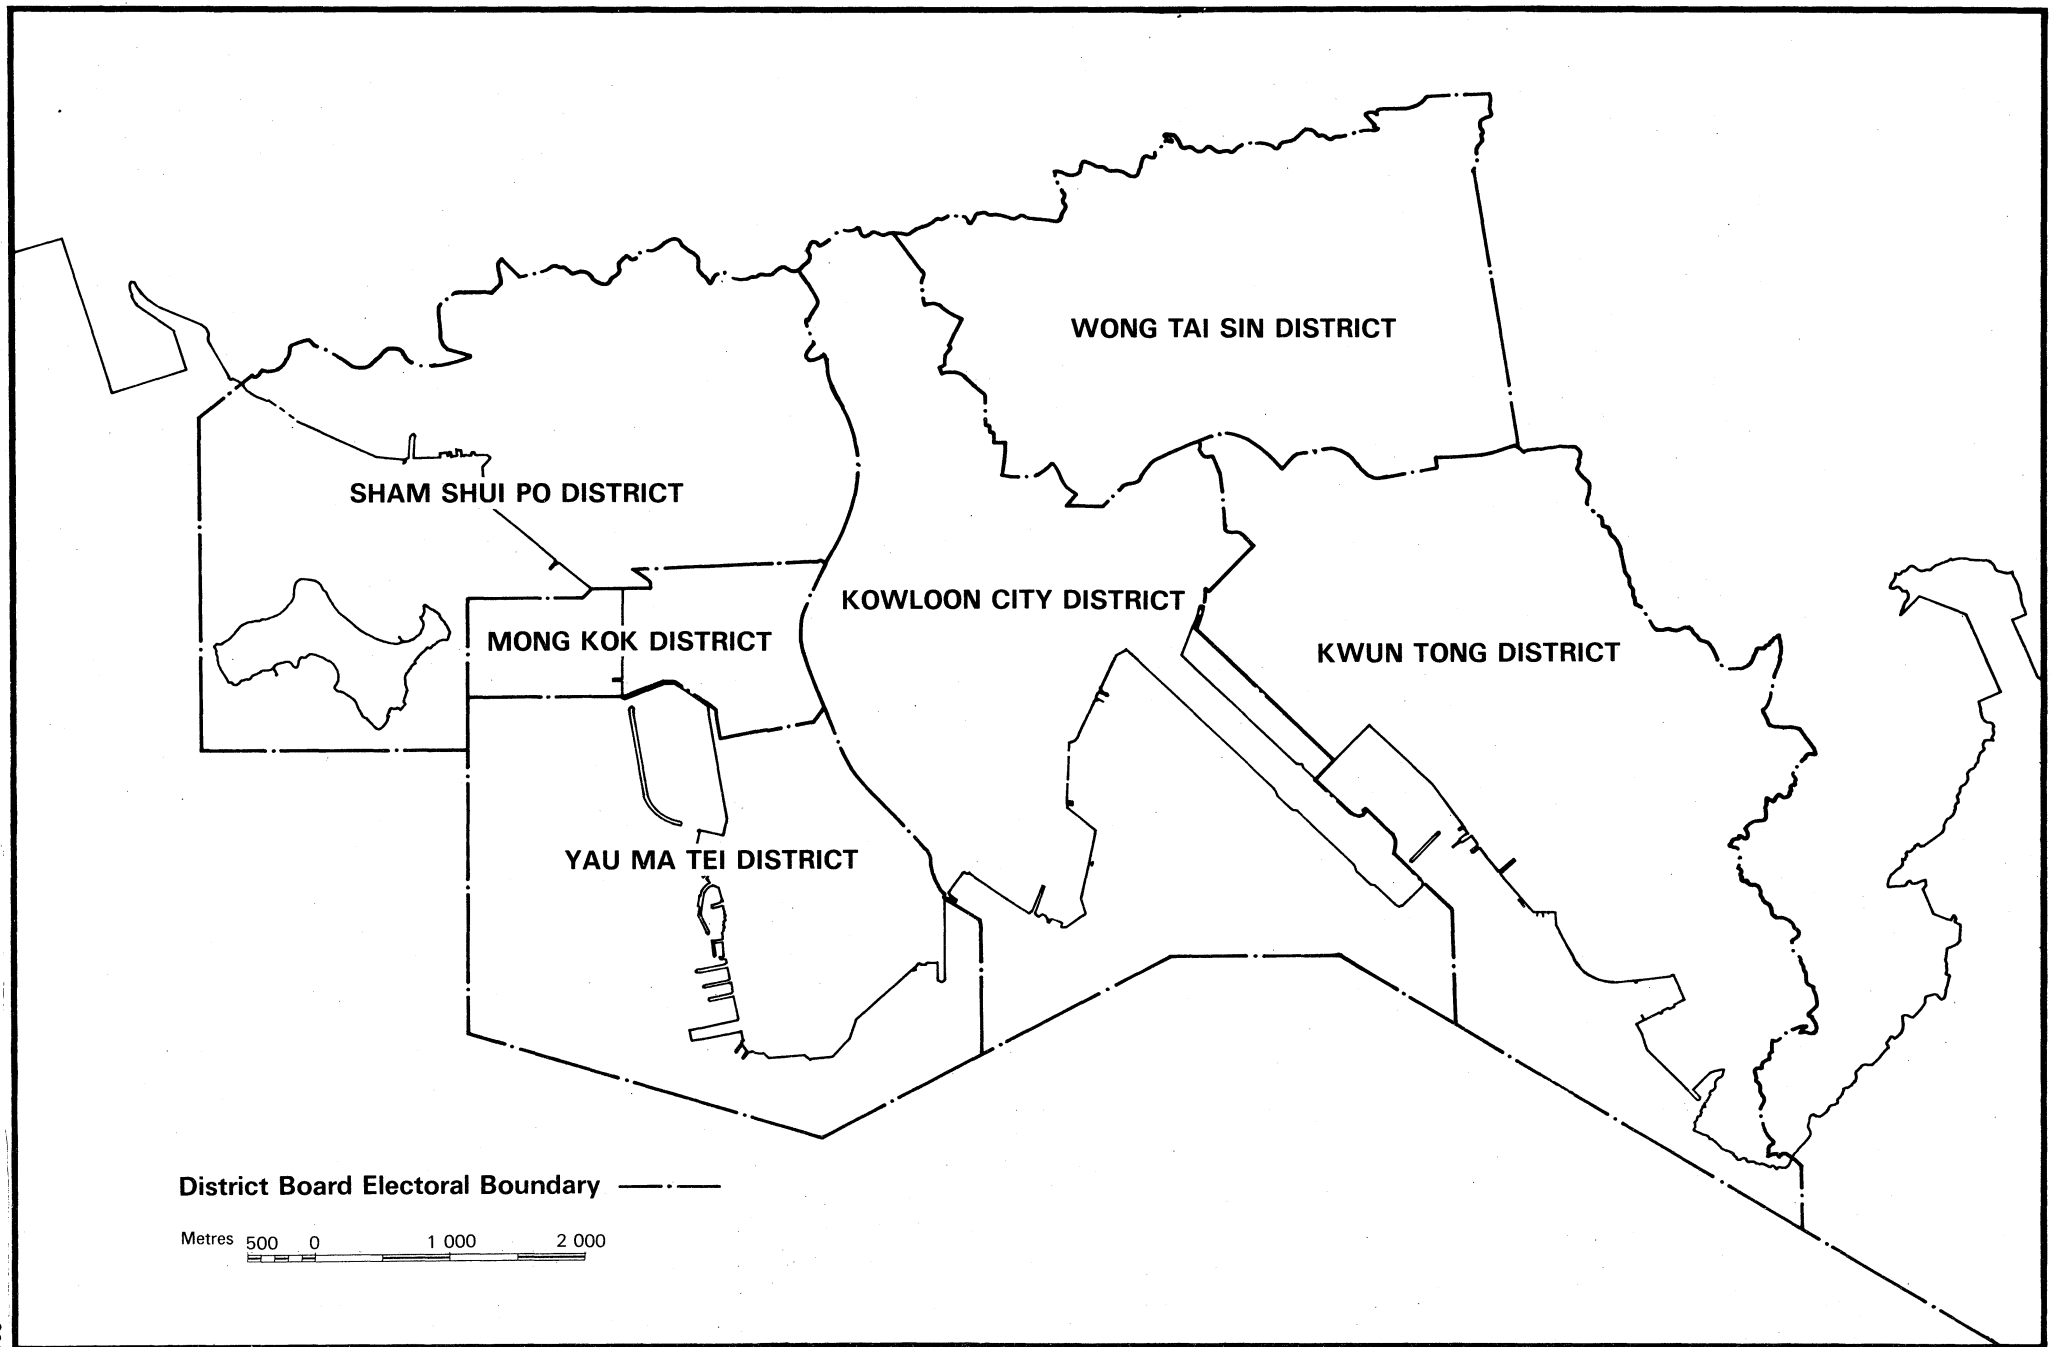 WONG TAI SIN DISTRICT
SHAM SHUI PO DISTRICT
KOWLOON CITY DISTRICT
MONG KOK DISTRICT
KWUN TONG DISTRICT
YAU MA TEI DISTRICT
District Board Electoral Boundary
Metres 500 0 1 000 2 000